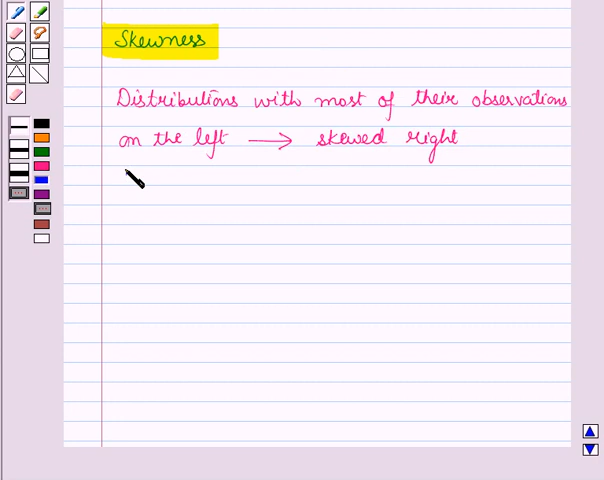 Skewness
Distributions with most of their observations
on the left → skewed right